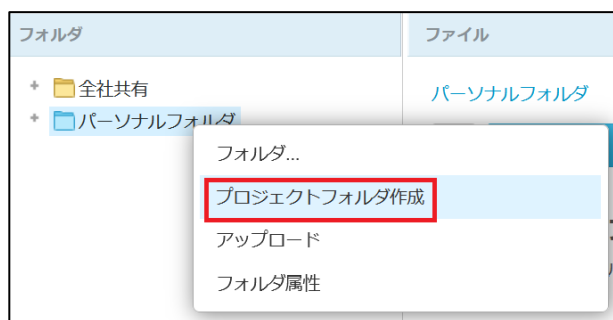 フォルダ
ファイル
全社共有
パーソナルフォルダ
パーソナルフォルダ
フォルダ...
プロジェクトフォルダ作成
アップロード
フォルダ属性